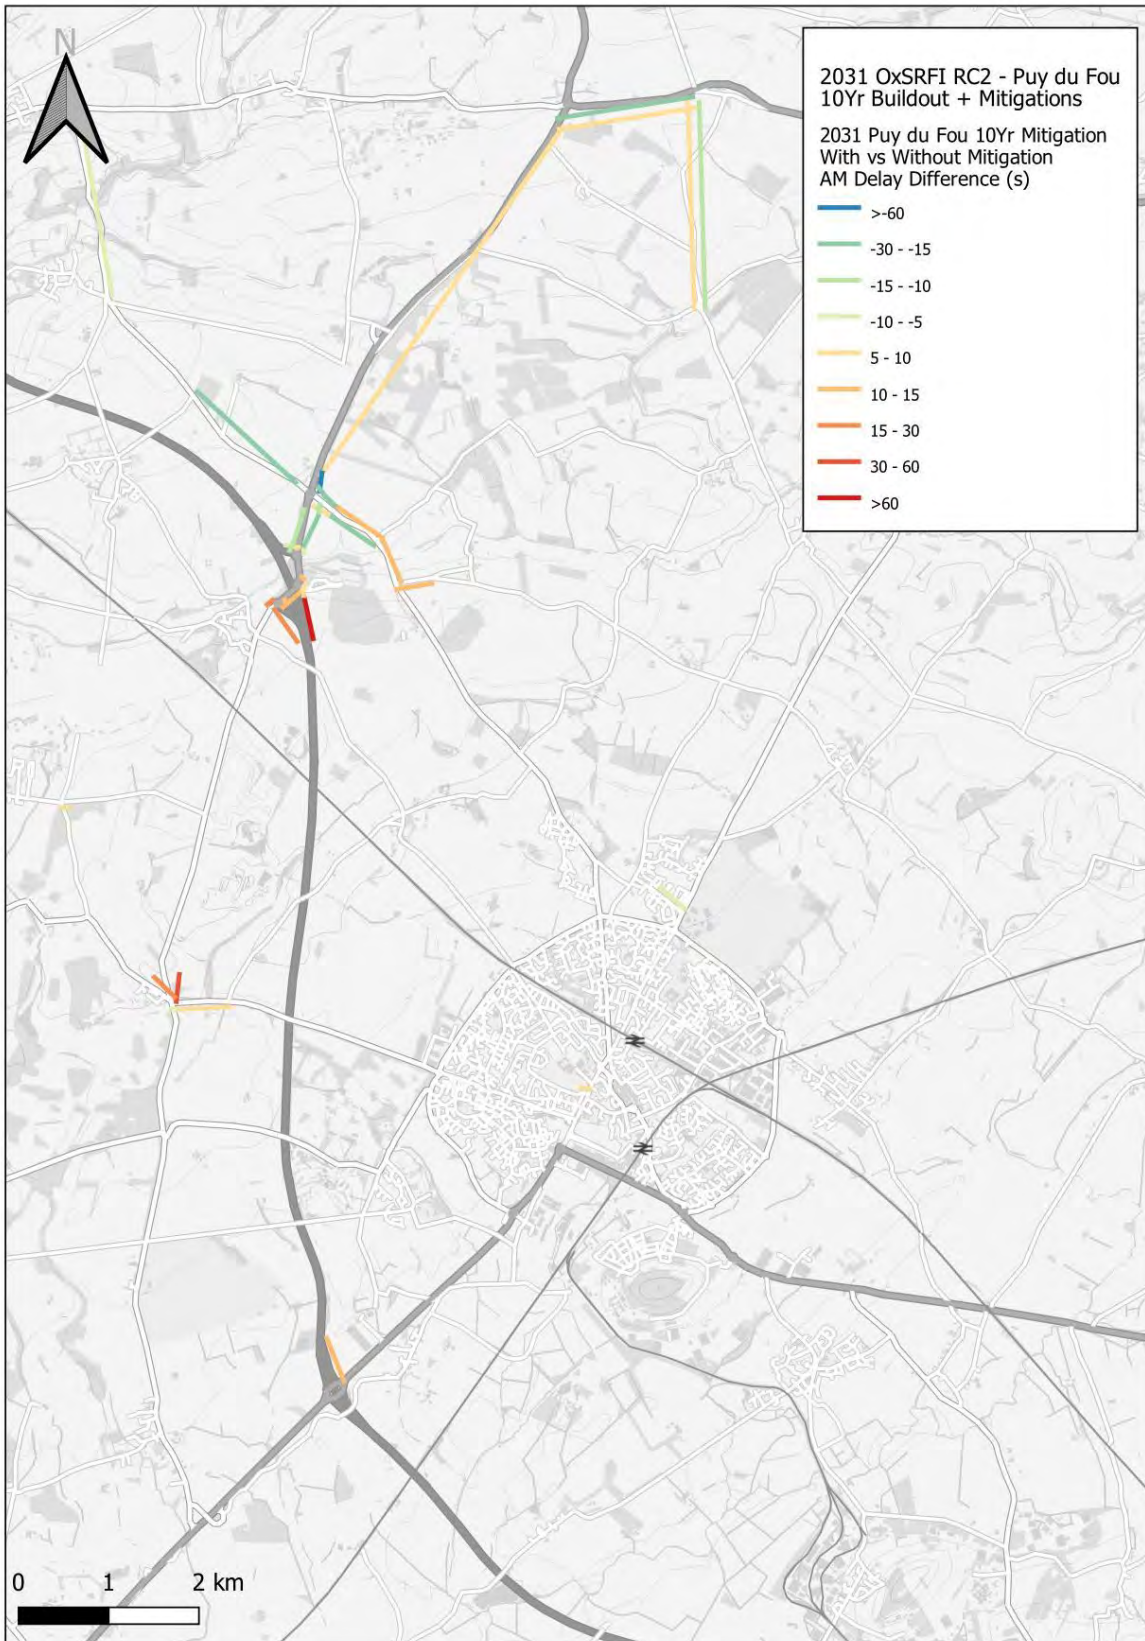 N
2031 OxSRFI RC2 - Puy du Fou
10Yr Buildout + Mitigations
2031 Puy du Fou 10Yr Mitigation
With vs Without Mitigation
AM Delay Difference (s)
>-60
-30 - -15
-15 - -10
-10 - -5
5 - 10
10 - 15
15 - 30
30 - 60
>60
0 1 2 km